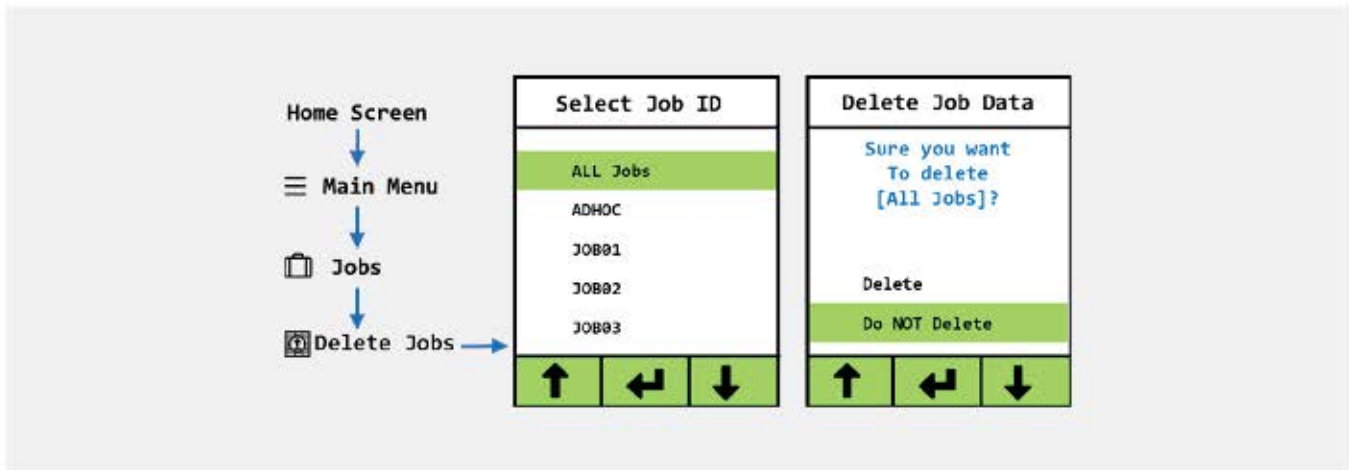 Home Screen
Main Menu
Jobs
Delete Jobs
Select Job ID
ALL Jobs
ADHOC
JOB01
JOB02
JOB03
Delete Job Data
Sure you want
To delete
[All Jobs]?
Delete
Do NOT Delete